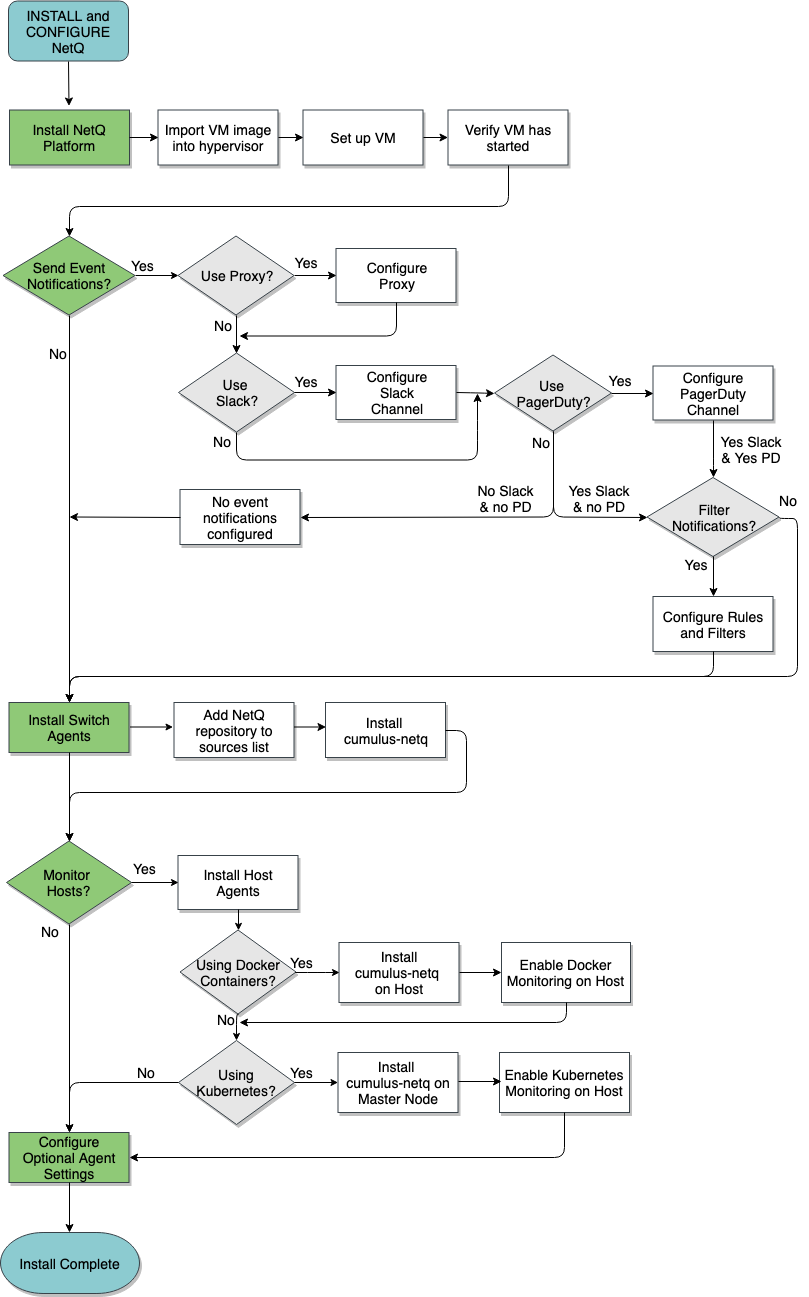 INSTALL and
CONFIGURE
NetQ
Install NetQ
Platform
Import VM image
into hypervisor
Set up VM
Verify VM has
started
Send Event
Notifications?
Yes
Use Proxy?
Yes
Configure
Proxy
No
No
Use
Slack?
Yes
Configure
Slack
Channel
No
Use
PagerDuty?
Yes
Configure
PagerDuty
Channel
No
Yes Slack
& Yes PD
No Slack
& no PD
Yes Slack
& no PD
No event
notifications
configured
Filter
Notifications?
No
Yes
Configure Rules
and Filters
Install Switch
Agents
Add NetQ
repository to
sources list
Install
cumulus-netq
Monitor
Hosts?
Yes
Install Host
Agents
No
Using Docker
Containers?
Yes
Install
cumulus-netq
on Host
Enable Docker
Monitoring on Host
No
Using
Kubernetes?
No
Yes
Install
cumulus-netq on
Master Node
Enable Kubernetes
Monitoring on Host
Configure
Optional Agent
Settings
Install Complete